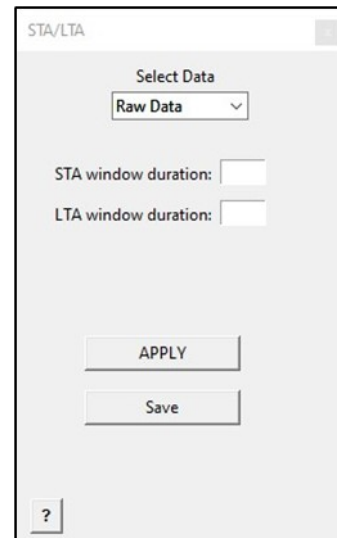 STA/LTA
Select Data
Raw Data
STA window duration:
LTA window duration:
APPLY
Save
?